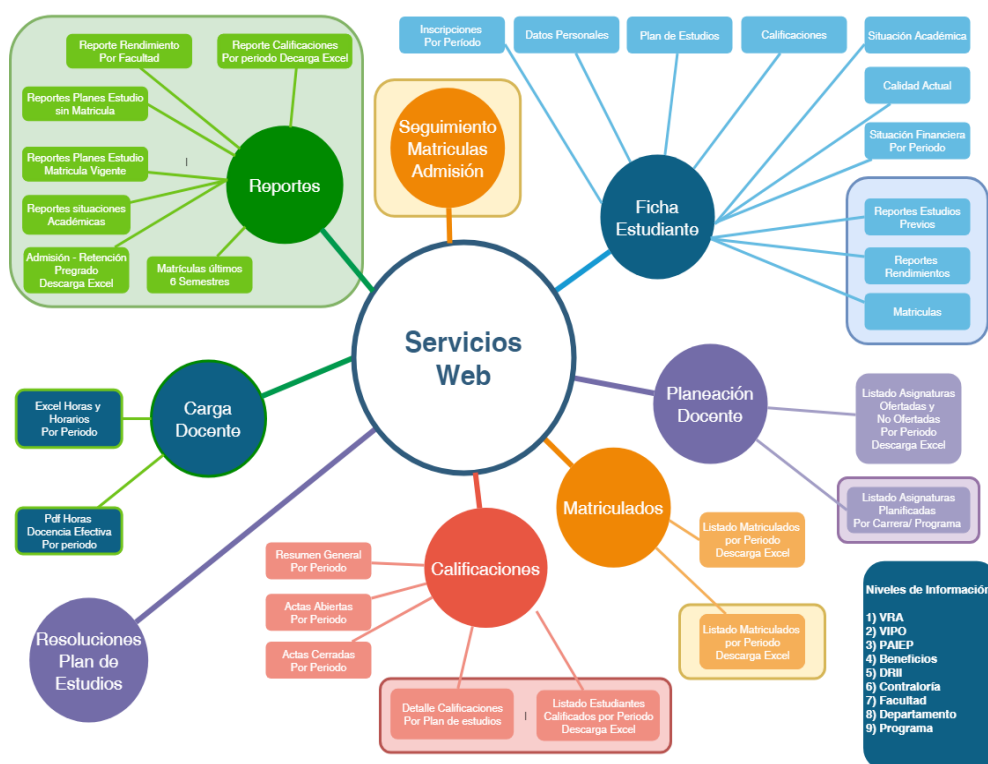 Reporte Rendimiento
Por Facultad
Reporte Calificaciones
Por periodo Decarga Excel
Reportes Planes Estudio
sin Matricula
Reportes Planes Estudio
Matricula Vigente
Reportes situaciones
Académicas
Admisión - Retención
Pregrado
Descarga Excel
Matrículas últimos
6 Semestres
Reportes
Seguimiento
Matriculas
Admisión
Inscripciones
Por Período
Datos Personales
Plan de Estudios
Calificaciones
Situación Académica
Calidad Actual
Situación Financiera
Por Periodo
Ficha
Estudiante
Reportes Estudios
Previos
Reportes
Rendimientos
Matriculas
Servicios
Web
Carga
Docente
Excel Horas y
Horarios
Por Periodo
Pdf Horas
Docencia Efectiva
Por periodo
Planeación
Docente
Listado Asignaturas
Ofertadas y
No Ofertadas
Por Periodo
Descarga Excel
Listado Asignaturas
Planificadas
Por Carrera/ Programa
Matriculados
Listado Matriculados
por Periodo
Descarga Excel
Listado Matriculados
por Periodo
Descarga Excel
Calificaciones
Resumen General
Por Periodo
Actas Abiertas
Por Periodo
Actas Cerradas
Por Periodo
Detalle Calificaciones
Por Plan de estudios
Listado Estudiantes
Calificados por Periodo
Descarga Excel
Resoluciones
Plan de
Estudios
Niveles de Información
1) VRA
2) VIPO
3) PAIEP
4) Beneficios
5) DRII
6) Contraloría
7) Facultad
8) Departamento
9) Programa